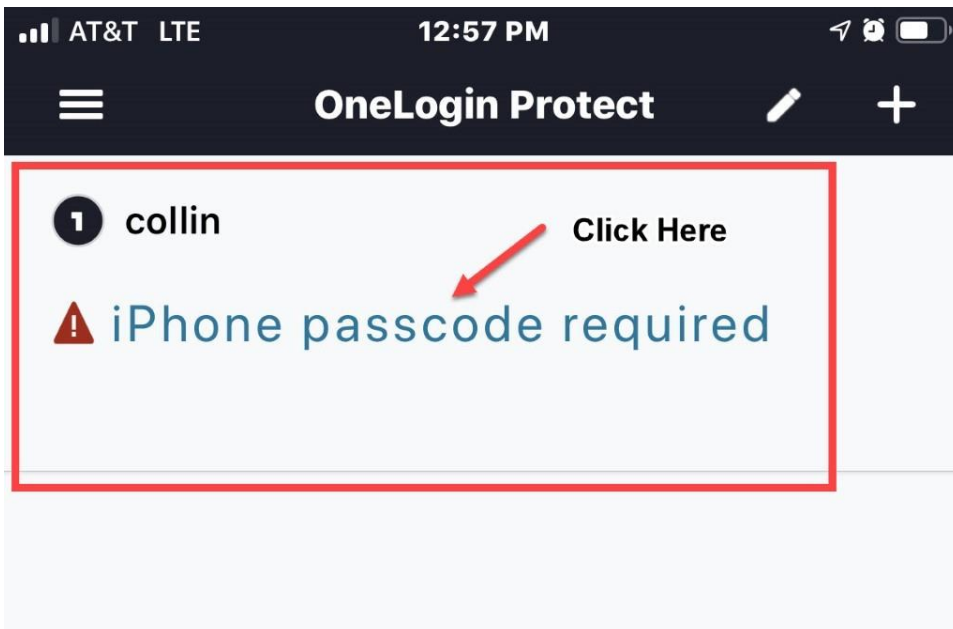 AT&T LTE 12:57 PM
OneLogin Protect
1 collin
Click Here
iPhone passcode required